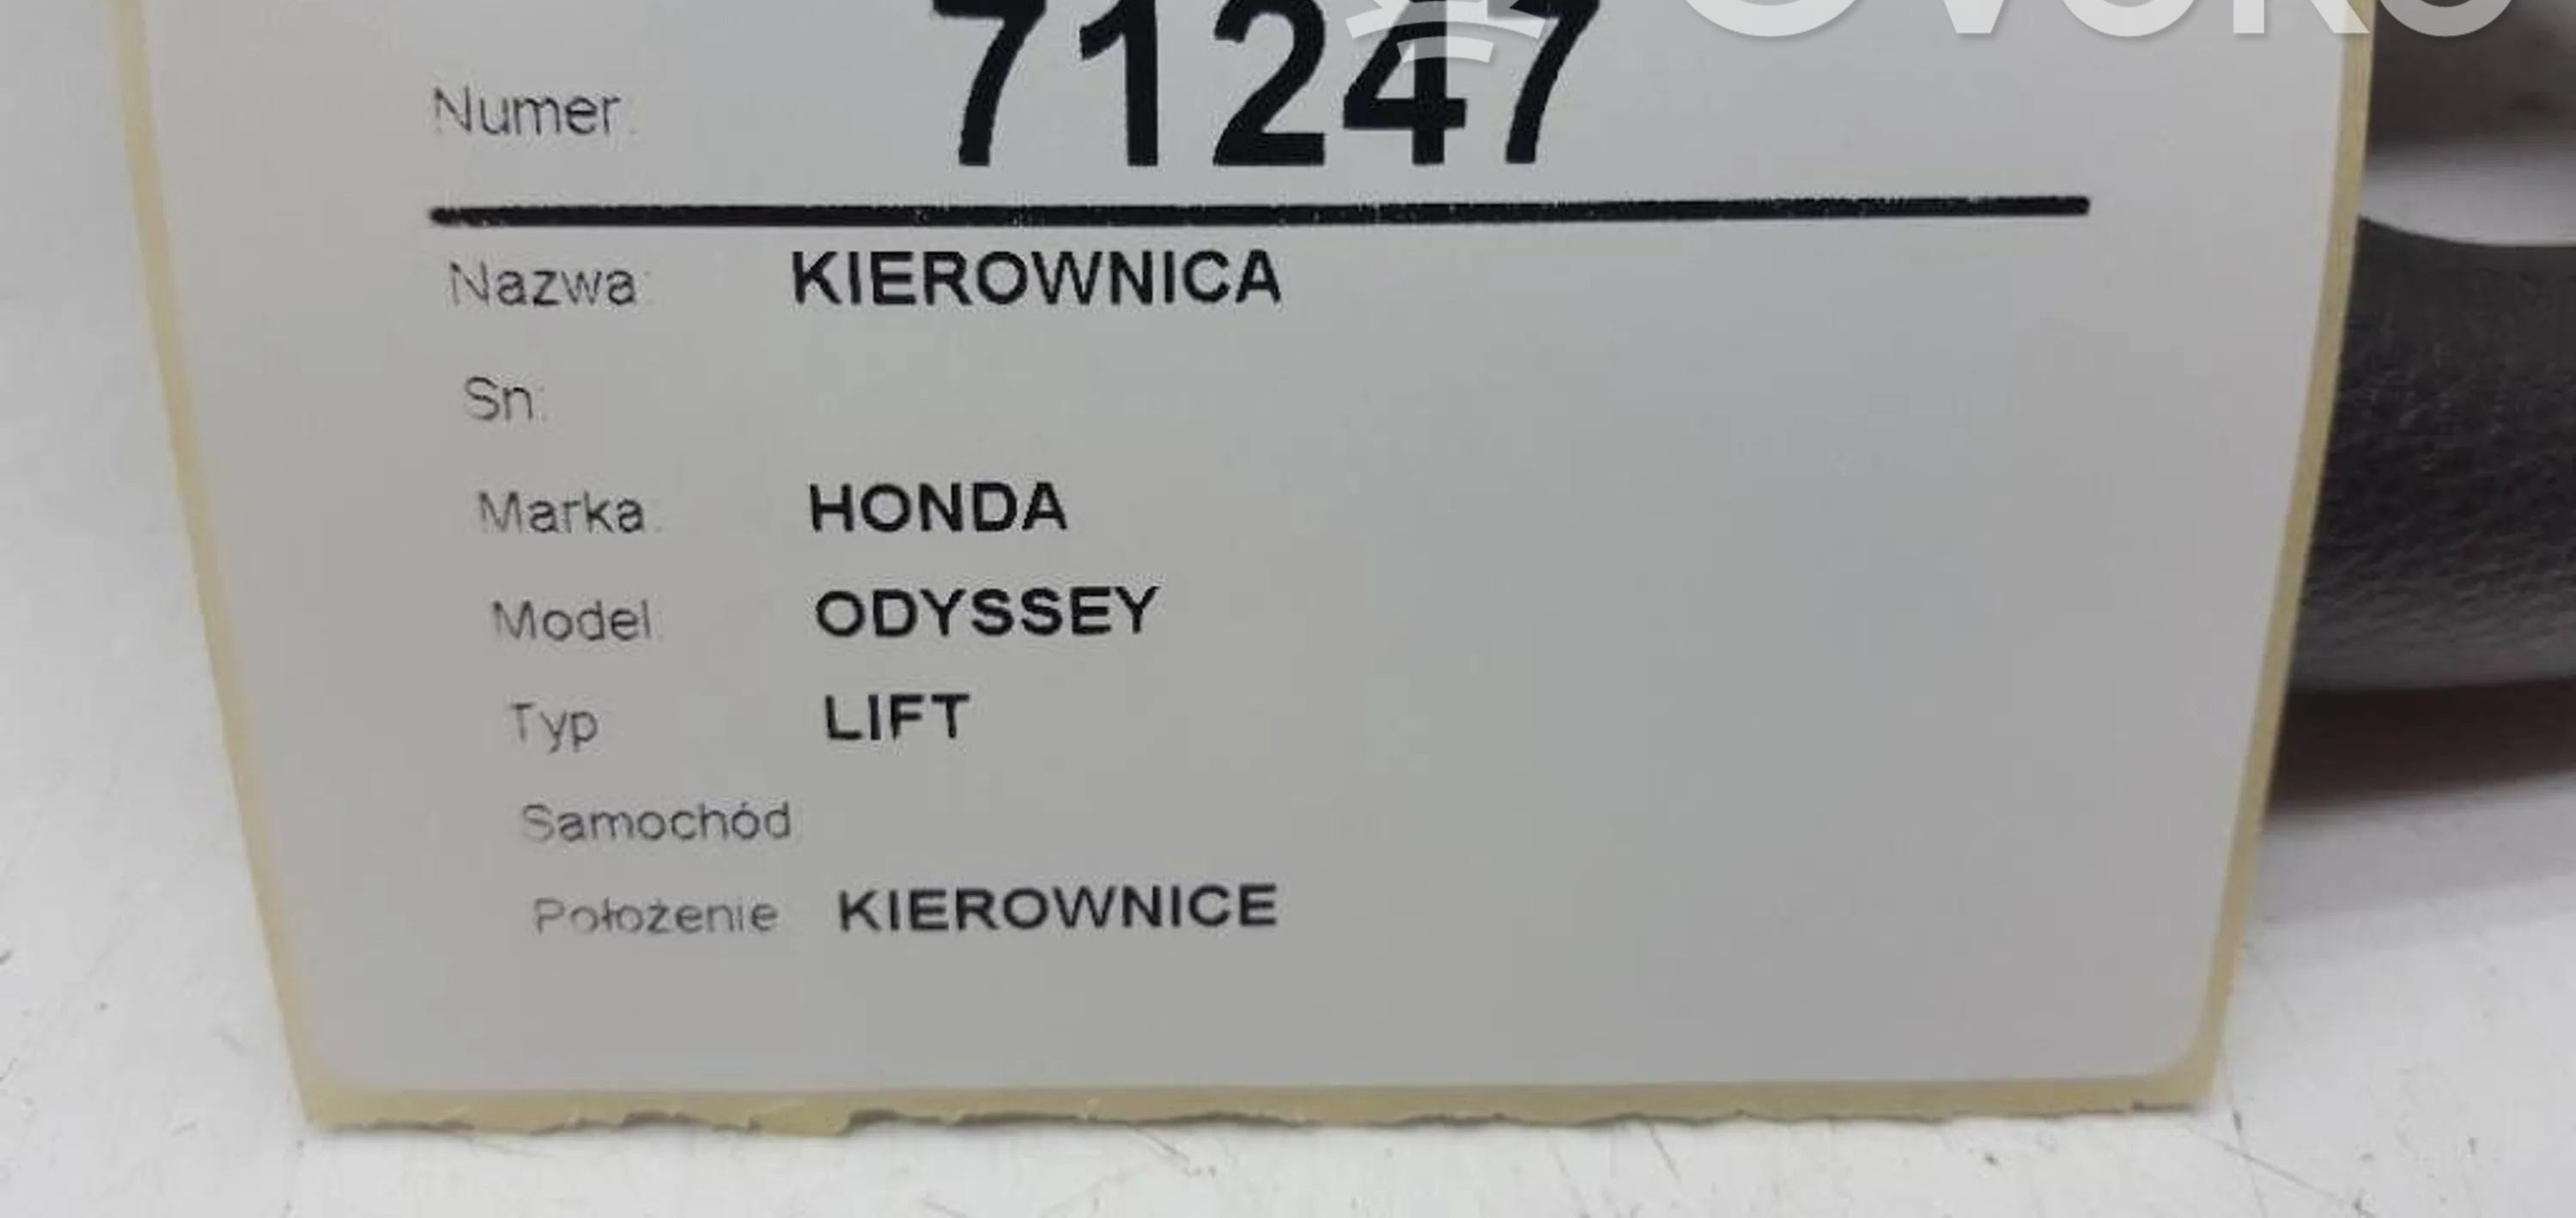 Numer: 71247
Nazwa: KIEROWNICA
Sn:
Marka: HONDA
Model: ODYSSEY
Typ LIFT
Samochód
Położenie KIEROWNICE